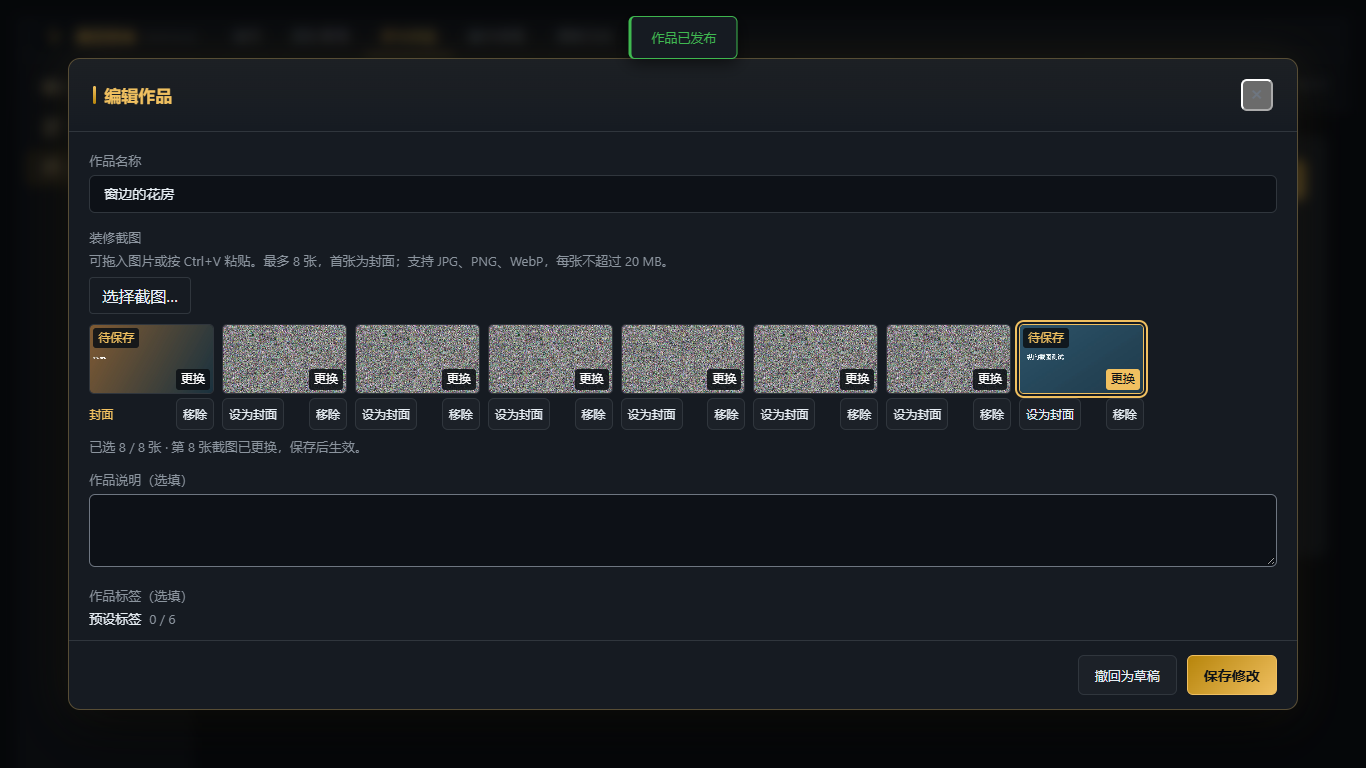 作品已发布
编辑作品
作品名称
窗边的花房
装修截图
可拖入图片或按 Ctrl+V 粘贴。最多 8 张，首张为封面；支持 JPG、PNG、WebP，每张不超过 20 MB。
选择截图...
待保存 待保存
更换 更换 更换 更换 更换 更换 更换 更换
封面 移除 设为封面 移除 设为封面 移除 设为封面 移除 设为封面 移除 设为封面 移除 设为封面 移除 设为封面 移除
已选 8 / 8 张 · 第 8 张截图已更换，保存后生效。
作品说明（选填）
作品标签（选填）
预设标签 0 / 6
撤回为草稿 保存修改